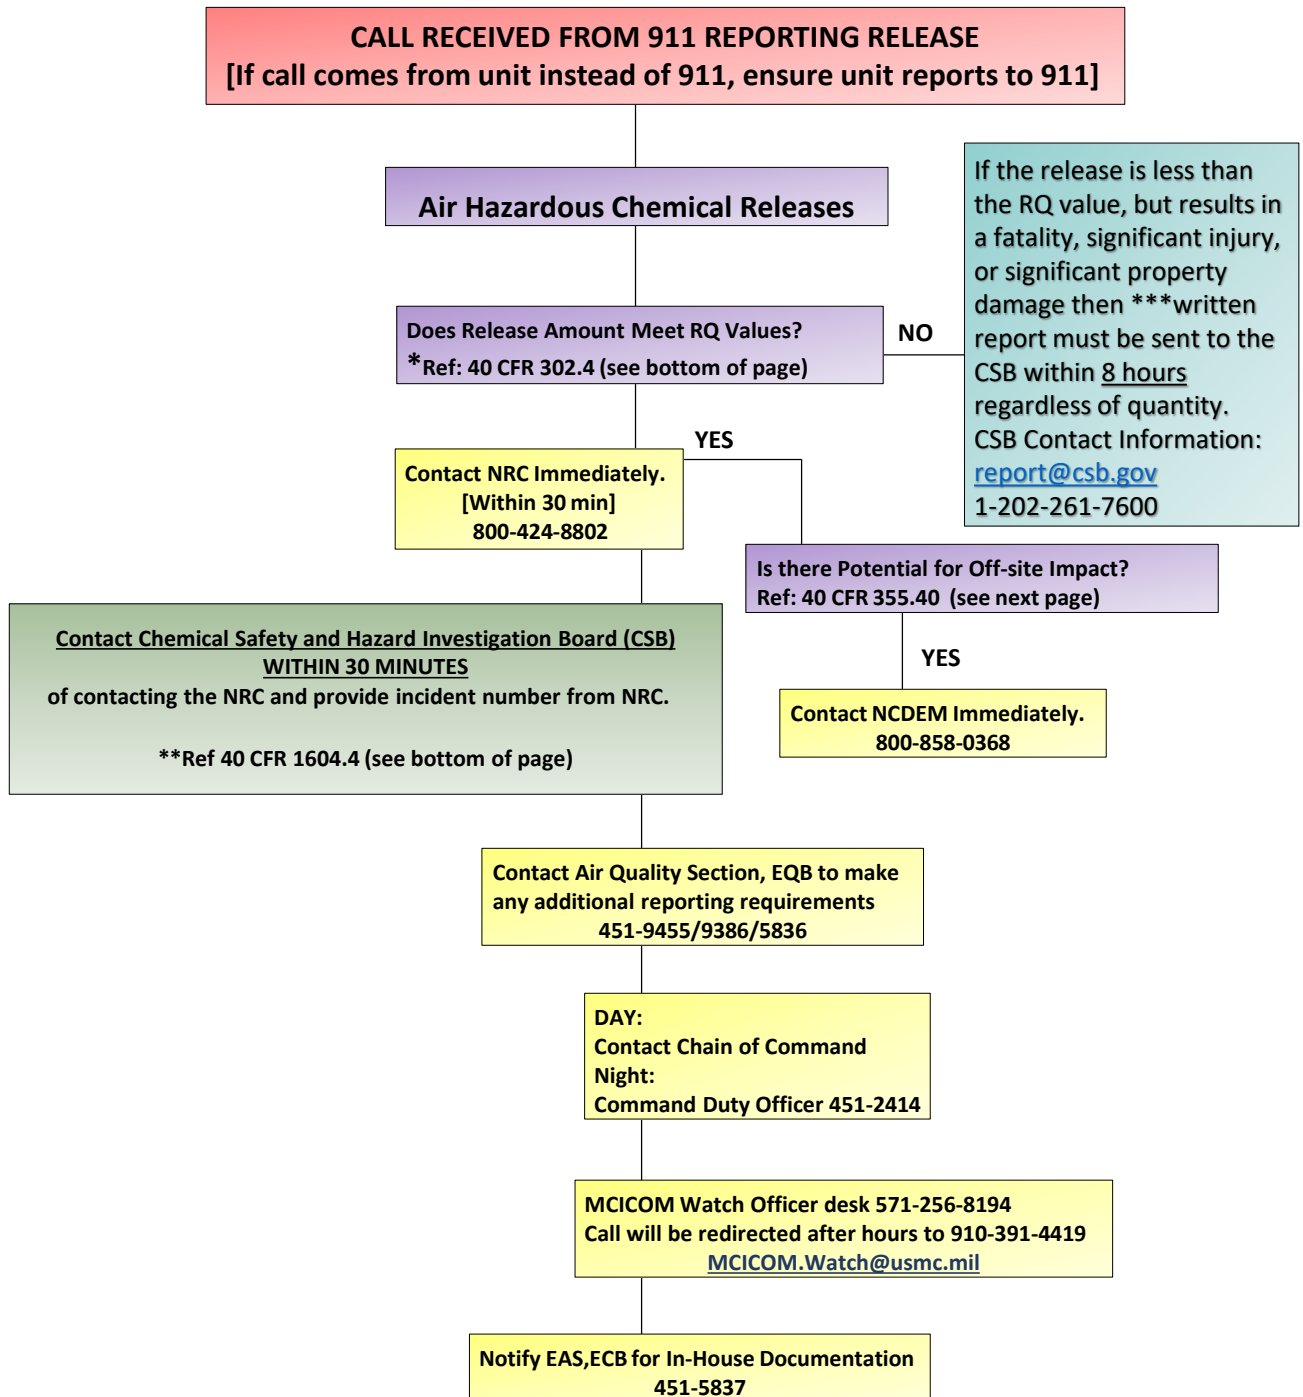 CALL RECEIVED FROM 911 REPORTING RELEASE
[If call comes from unit instead of 911, ensure unit reports to 911]
Air Hazardous Chemical Releases
If the release is less than
the RQ value, but results in
a fatality, significant injury,
or significant property
damage then ***written
report must be sent to the
CSB within 8 hours
regardless of quantity.
CSB Contact Information:
report@csb.gov
1-202-261-7600
Does Release Amount Meet RQ Values?
*Ref: 40 CFR 302.4 (see bottom of page)
NO
YES
Contact NRC Immediately.
[Within 30 min]
800-424-8802
Is there Potential for Off-site Impact?
Ref: 40 CFR 355.40 (see next page)
YES
Contact NCDEM Immediately.
800-858-0368
Contact Chemical Safety and Hazard Investigation Board (CSB)
WITHIN 30 MINUTES
of contacting the NRC and provide incident number from NRC.
**Ref 40 CFR 1604.4 (see bottom of page)
Contact Air Quality Section, EQB to make
any additional reporting requirements
451-9455/9386/5836
DAY:
Contact Chain of Command
Night:
Command Duty Officer 451-2414
MCICOM Watch Officer desk 571-256-8194
Call will be redirected after hours to 910-391-4419
MCICOM.Watch@usmc.mil
Notify EAS,ECB for In-House Documentation
451-5837